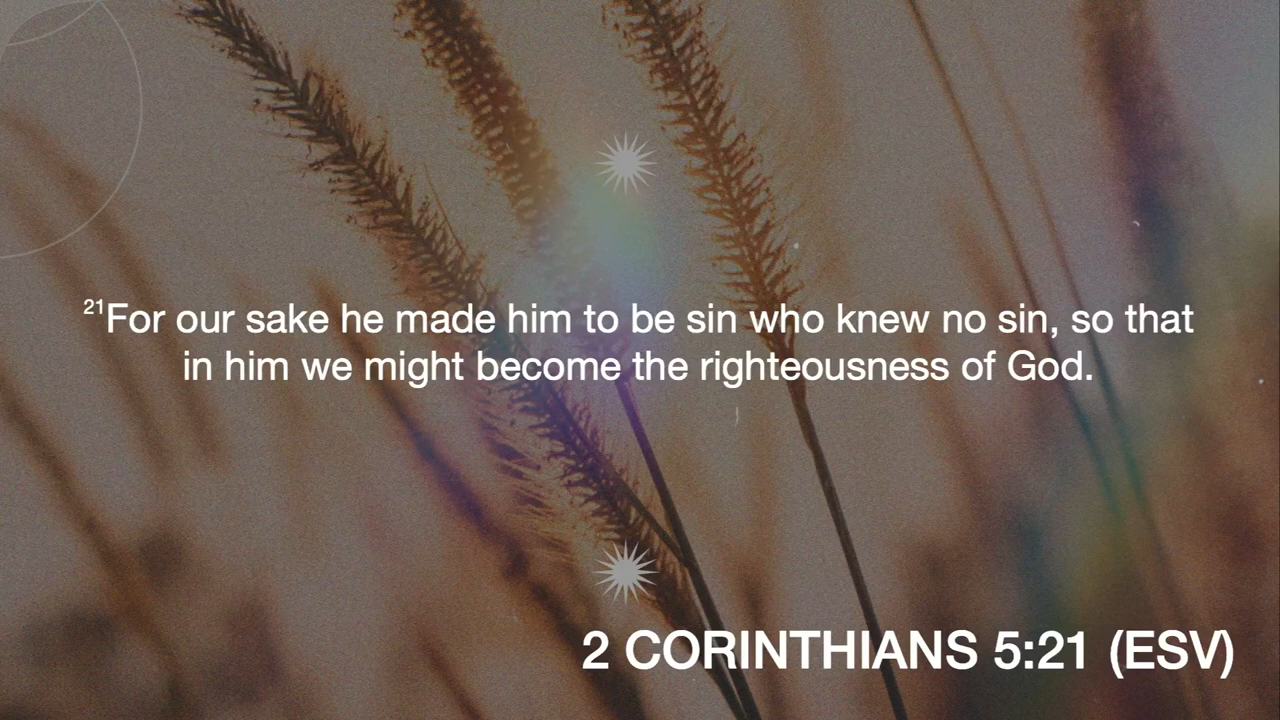 21For our sake he made him to be sin who knew no sin, so that
in him we might become the righteousness of God.
2 CORINTHIANS 5:21 (ESV)